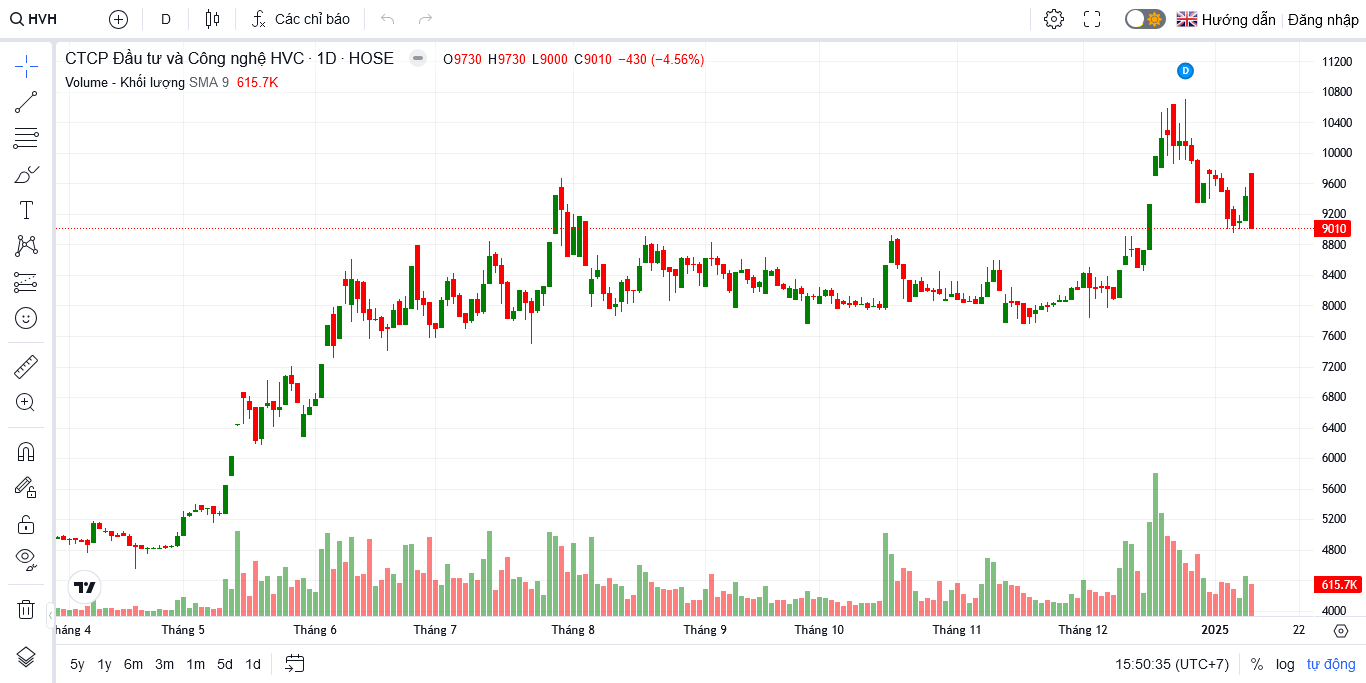 HVH D Các chỉ báo Hướng dẫn Đăng nhập
CTCP Đầu tư và Công nghệ HVC · 1D · HOSE O9730 H9730 L9000 C9010 −430 (−4.56%)
Volume - Khối lượng SMA 9 615.7K
D
11200
10800
10400
10000
9600
9200
9010
8800
8400
8000
7600
7200
6800
6400
6000
5600
5200
4800
615.7K
4000
háng 4 Tháng 5 Tháng 6 Tháng 7 Tháng 8 Tháng 9 Tháng 10 Tháng 11 Tháng 12 2025 22
5y 1y 6m 3m 1m 5d 1d 15:50:35 (UTC+7) % log tự động